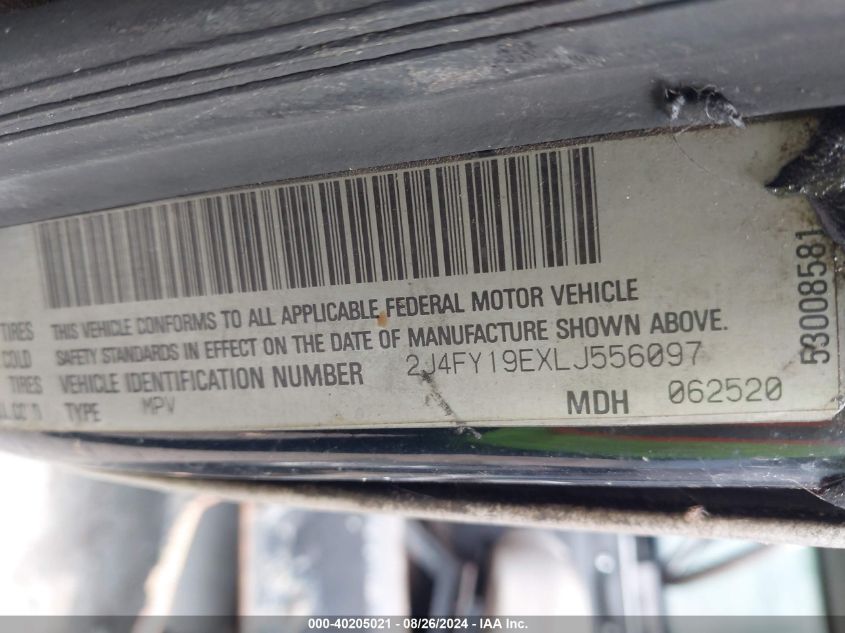 TIRES THIS VEHICLE CONFORMS TO ALL APPLICABLE FEDERAL MOTOR VEHICLE
COLD SAFETY STANDARDS IN EFFECT ON THE DATE OF MANUFACTURE SHOWN ABOVE.
TIRES VEHICLE IDENTIFICATION NUMBER 2J4FY19EXLJ556097
TYPE MPV MDH 062520
53008581
000-40205021 - 08/26/2024 - IAA Inc.